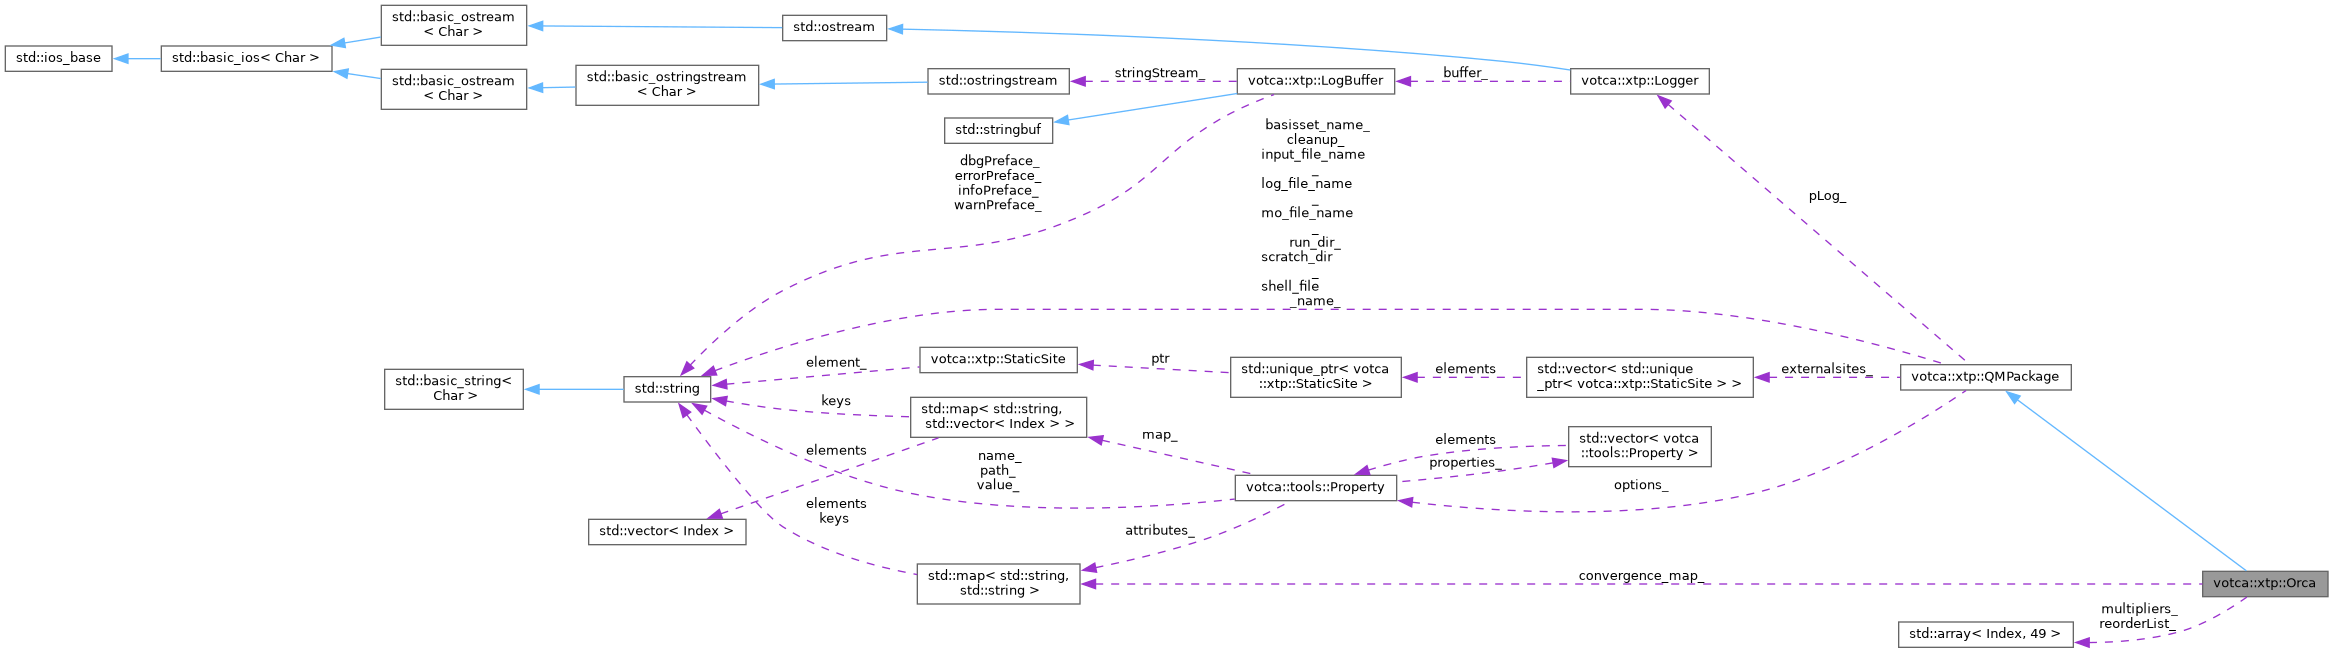 std::basic_ostream
< Char >
std::ostream
std::ios_base
std::basic_ios< Char >
std::basic_ostream
< Char >
std::basic_ostringstream
< Char >
std::ostringstream
stringStream_
votca::xtp::LogBuffer
buffer_
votca::xtp::Logger
std::stringbuf
dbgPreface_
errorPreface_
infoPreface_
warnPreface_
basisset_name_
cleanup_
input_file_name
_
log_file_name
_
mo_file_name
_
run_dir_
scratch_dir
_
shell_file
_name_
pLog_
std::basic_string<
Char >
std::string
element_
votca::xtp::StaticSite
ptr
std::unique_ptr< votca
::xtp::StaticSite >
elements
std::vector< std::unique
_ptr< votca::xtp::StaticSite > >
externalsites_
votca::xtp::QMPackage
keys
std::map< std::string,
std::vector< Index > >
map_
elements
name_
path_
value_
elements
properties_
std::vector< votca
::tools::Property >
votca::tools::Property
options_
elements
keys
std::vector< Index >
attributes_
std::map< std::string,
std::string >
convergence_map_
votca::xtp::Orca
multipliers_
reorderList_
std::array< Index, 49 >